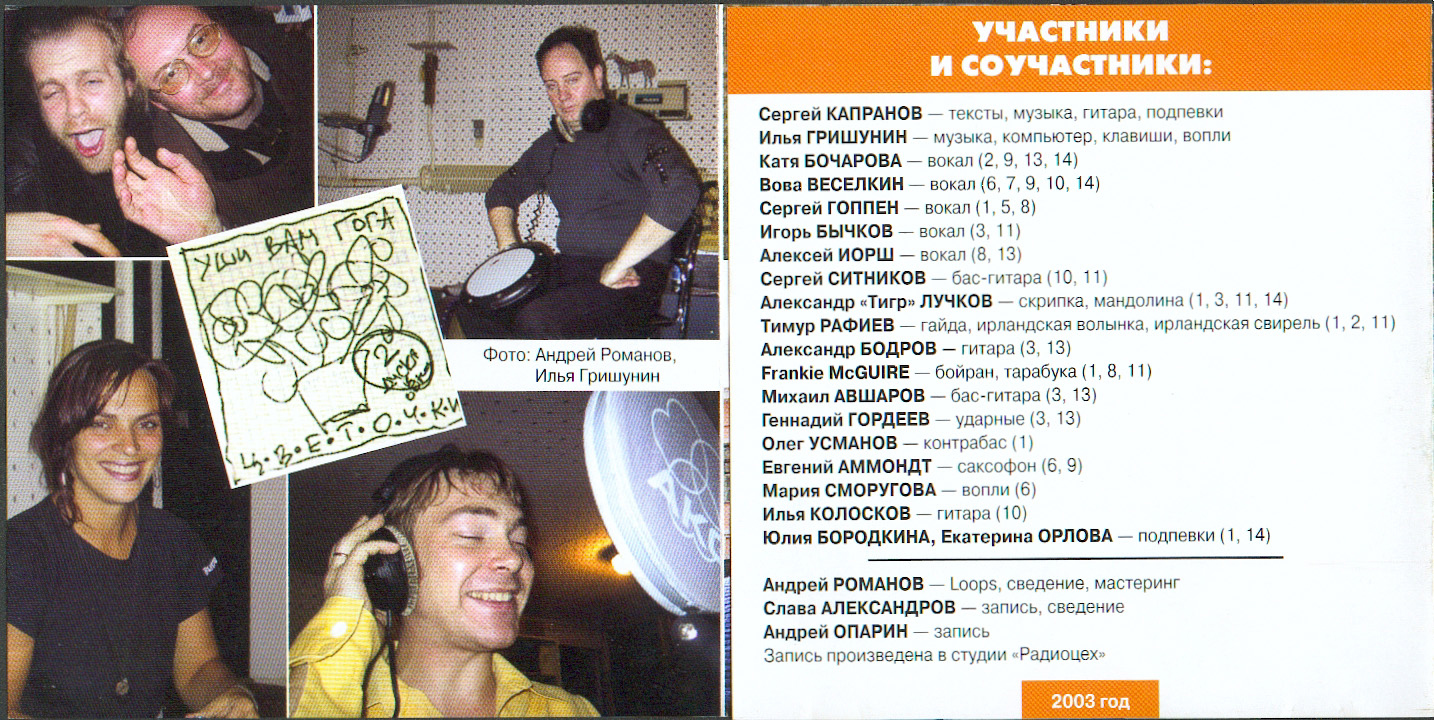 УШИ ВАМ ГОГА
Ц.В.Е.Т.О.Ч.К.И
Фото: Андрей Романов,
Илья Гришунин
УЧАСТНИКИ
И СОУЧАСТНИКИ:
Сергей КАПРАНОВ — тексты, музыка, гитара, подпевки
Илья ГРИШУНИН — музыка, компьютер, клавиши, вопли
Катя БОЧАРОВА — вокал (2, 9, 13, 14)
Вова ВЕСЕЛКИН — вокал (6, 7, 9, 10, 14)
Сергей ГОППЕН — вокал (1, 5, 8)
Игорь БЫЧКОВ — вокал (3, 11)
Алексей ИОРШ — вокал (8, 13)
Сергей СИТНИКОВ — бас-гитара (10, 11)
Александр «Тигр» ЛУЧКОВ — скрипка, мандолина (1, 3, 11, 14)
Тимур РАФИЕВ — гайда, ирландская волынка, ирландская свирель (1, 2, 11)
Александр БОДРОВ — гитара (3, 13)
Frankie McGUIRE — бойран, тарабука (1, 8, 11)
Михаил АВШАРОВ — бас-гитара (3, 13)
Геннадий ГОРДЕЕВ — ударные (3, 13)
Олег УСМАНОВ — контрабас (1)
Евгений АММОНДТ — саксофон (6, 9)
Мария СМОРУГОВА — вопли (6)
Илья КОЛОСКОВ — гитара (10)
Юлия БОРОДКИНА, Екатерина ОРЛОВА — подпевки (1, 14)
Андрей РОМАНОВ — Loops, сведение, мастеринг
Слава АЛЕКСАНДРОВ — запись, сведение
Андрей ОПАРИН — запись
Запись произведена в студии «Радиоцех»
2003 год